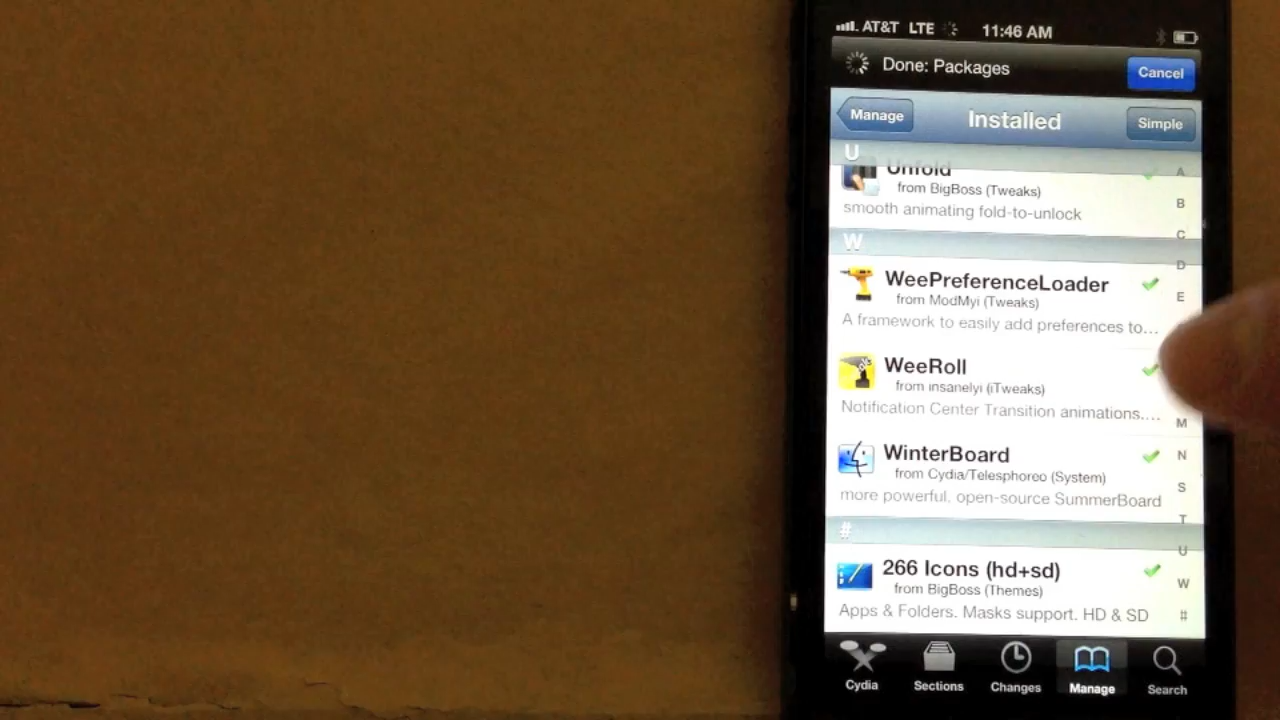 AT&T LTE 11:46 AM
Done: Packages
Cancel
Manage
Installed
Simple
U
Unfold
from BigBoss (Tweaks)
smooth animating fold-to-unlock
W
WeePreferenceLoader
from ModMyi (Tweaks)
A framework to easily add preferences to...
WeeRoll
from insanelyi (iTweaks)
Notification Center Transition animations....
WinterBoard
from Cydia/Telesphoreo (System)
more powerful, open-source SummerBoard
#
266 Icons (hd+sd)
from BigBoss (Themes)
Apps & Folders. Masks support. HD & SD
A
B
C
D
E
M
N
S
T
U
W
#
Cydia
Sections
Changes
Manage
Search